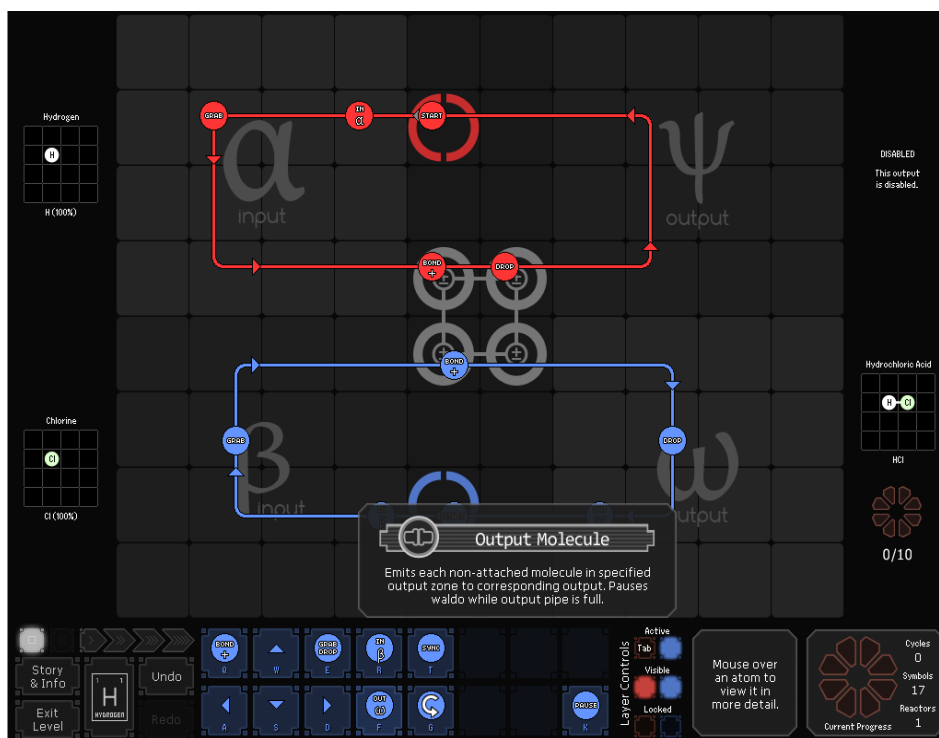 Hydrogen
H
H (100%)
GRAB
IN
α
START
α
input
ψ
output
DISABLED
This output
is disabled.
BOND
+
DROP
±
±
±
±
BOND
+
Chlorine
Cl
Cl (100%)
GRAB
β
input
DROP
ω
output
Hydrochloric Acid
H Cl
HCl
0/10
Output Molecule
Emits each non-attached molecule in specified
output zone to corresponding output. Pauses
waldo while output pipe is full.
Story
& Info
Exit
Level
1 1
H
HYDROGEN
Undo
Redo
BOND
+
Q
W
GRAB
DROP
E
IN
β
R
SYNC
T
A
S
D
OUT
ω
F
G
PAUSE
K
Layer Controls
Active
Tab
Visible
Locked
Mouse over
an atom to
view it in
more detail.
Cycles
0
Symbols
17
Reactors
1
Current Progress